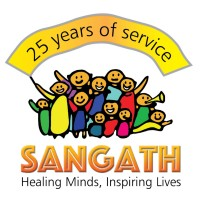 25 years of service
SANGATH
Healing Minds, Inspiring Lives